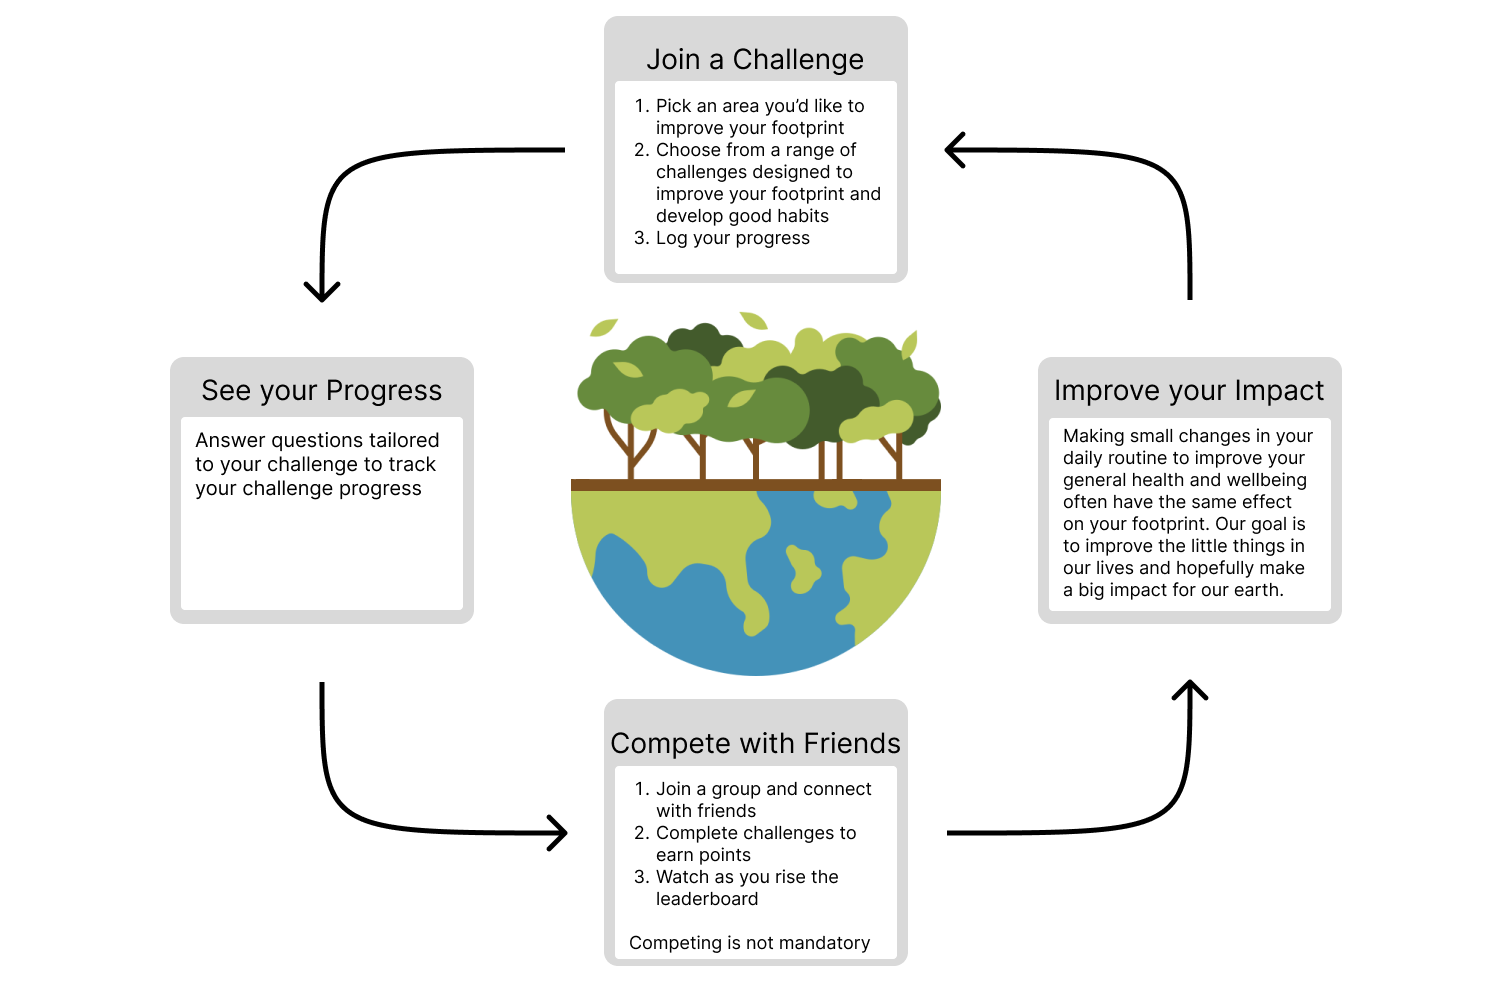 Join a Challenge
1. Pick an area you’d like to
improve your footprint
2. Choose from a range of
challenges designed to
improve your footprint and
develop good habits
3. Log your progress
See your Progress
Answer questions tailored
to your challenge to track
your challenge progress
Improve your Impact
Making small changes in your
daily routine to improve your
general health and wellbeing
often have the same effect
on your footprint. Our goal is
to improve the little things in
our lives and hopefully make
a big impact for our earth.
Compete with Friends
1. Join a group and connect
with friends
2. Complete challenges to
earn points
3. Watch as you rise the
leaderboard
Competing is not mandatory